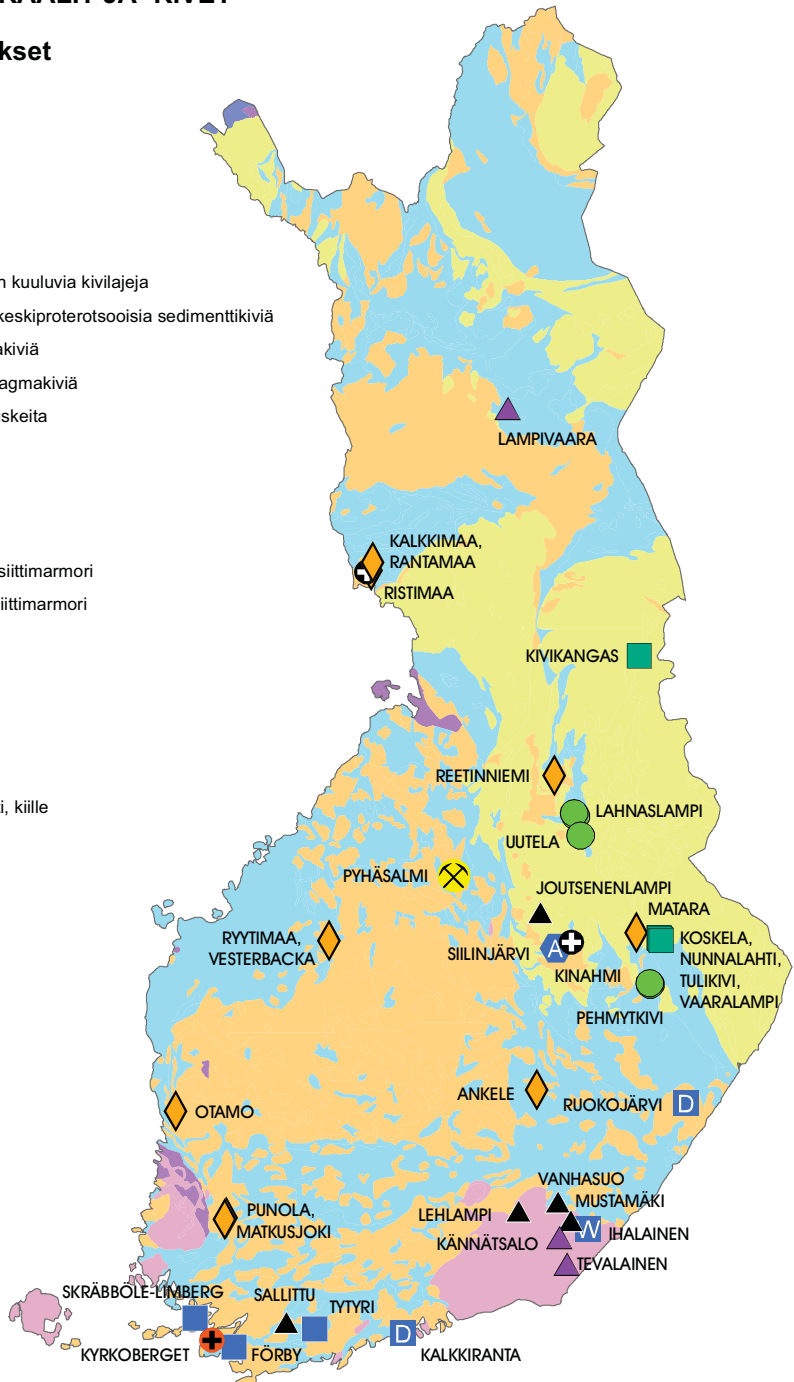 kset
n kuuluvia kivilajeja
keskiproterotsooisia sedimenttikiviä
akiviä
agmakiviä
uskeita
siittimarmori
iittimarmori
i, kiille
LAMPIVAARA
KALKKIMAA,
RANTAMAA
RISTIMAA
KIVIKANGAS
REETINNIEMI
LAHNASLAMPI
UUTELA
PYHÄSALMI
JOUTSENENLAMPI
MATARA
RYYTIMAA,
VESTERBACKA
SIILINJÄRVI
A
KINAHMI
KOSKELA,
NUNNALAHTI,
TULIKIVI,
VAARALAMPI
PEHMYTKIVI
ANKELE
RUOKOJÄRVI
D
OTAMO
VANHASUO
MUSTAMÄKI
LEHLAMPI
W
IHALAINEN
KÄNNÄTSALO
TEVALAINEN
PUNOLA,
MATKUSJOKI
SKRÄBBÖLE-LIMBERG
SALLITTU
TYTYRI
D
KALKKIRANTA
KYRKOBERGET
FÖRBY